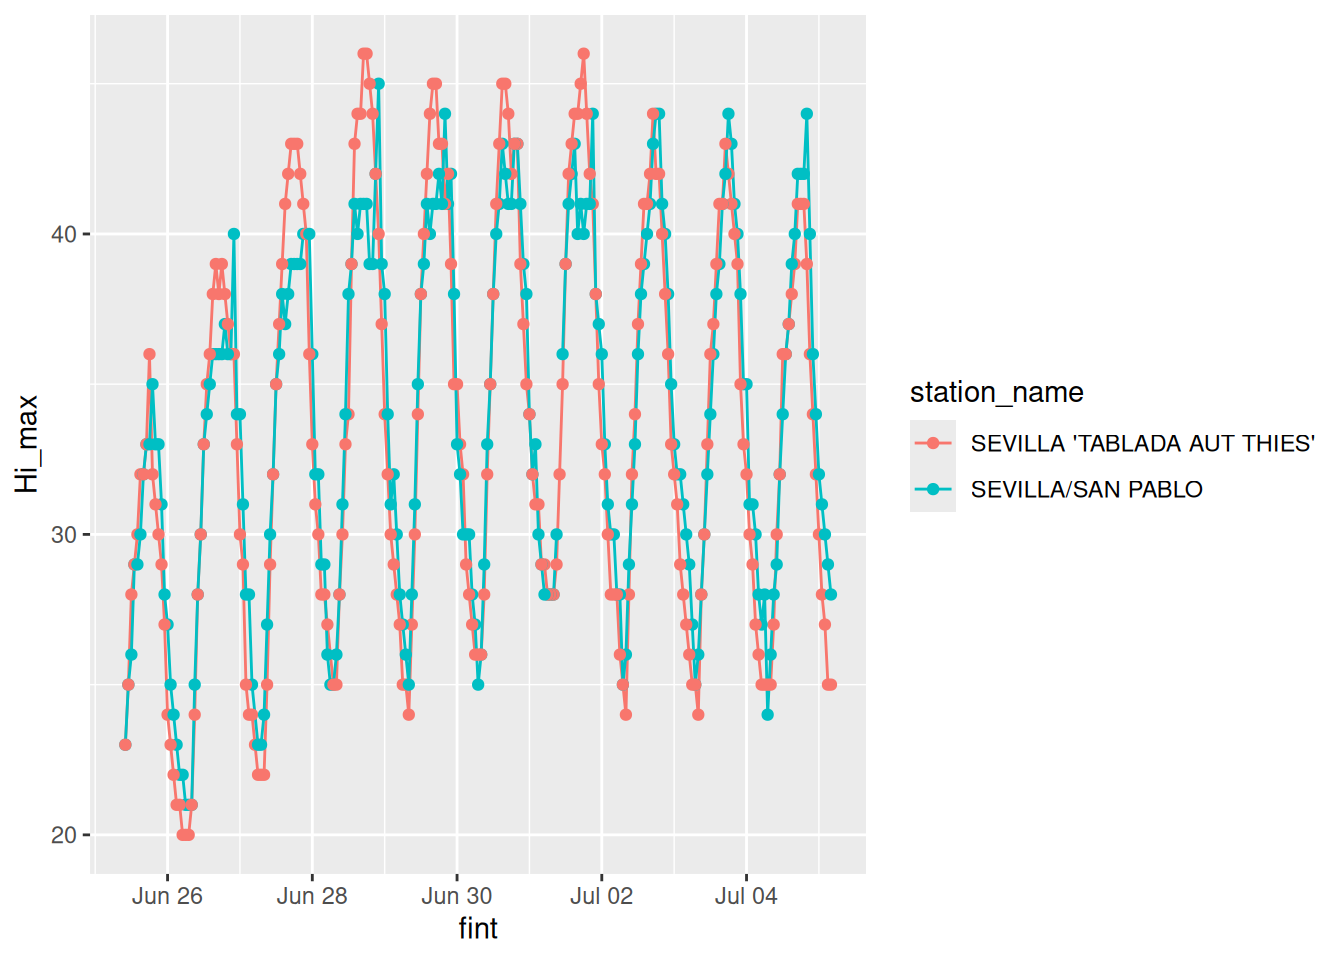 Hi_max
40
30
20
Jun 26
Jun 28
Jun 30
Jul 02
Jul 04
fint
station_name
SEVILLA 'TABLADA AUT THIES'
SEVILLA/SAN PABLO